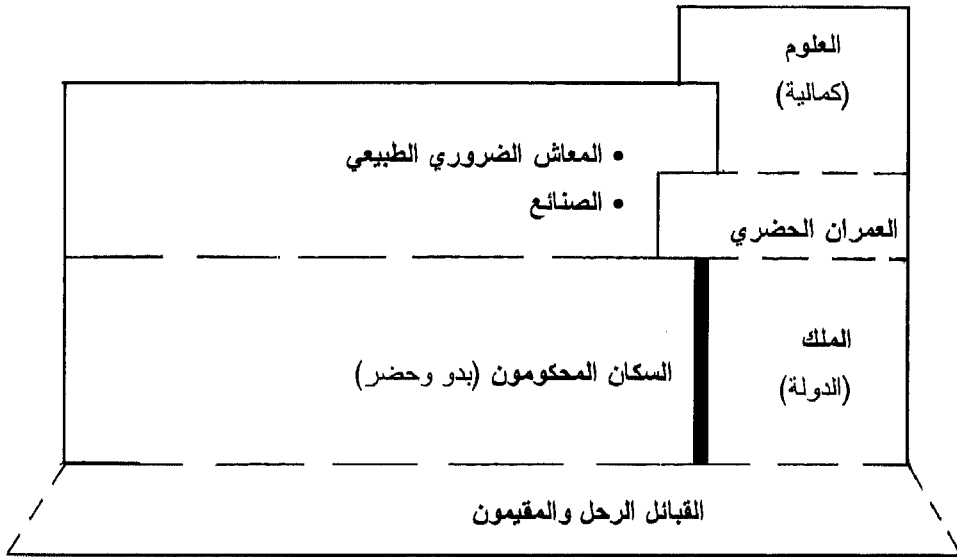 العلوم
(كمالية)
• المعاش الضروري الطبيعي
• الصنائع
العمران الحضري
الملك
(الدولة)
السكان المحكومون (بدو وحضر)
القبائل الرحل والمقيمون